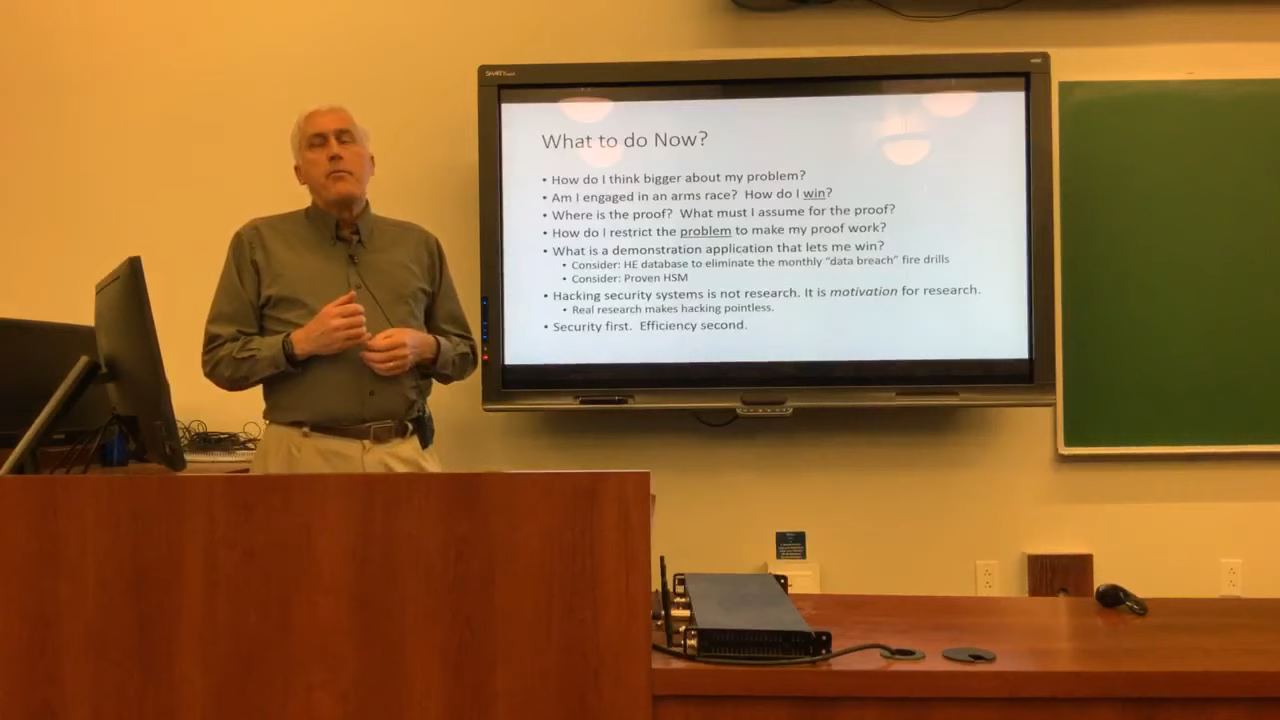 SMART
What to do Now?
• How do I think bigger about my problem?
• Am I engaged in an arms race? How do I win?
• Where is the proof? What must I assume for the proof?
• How do I restrict the problem to make my proof work?
• What is a demonstration application that lets me win?
• Consider: HE database to eliminate the monthly “data breach” fire drills
• Consider: Proven HSM
• Hacking security systems is not research. It is motivation for research.
• Real research makes hacking pointless.
• Security first. Efficiency second.